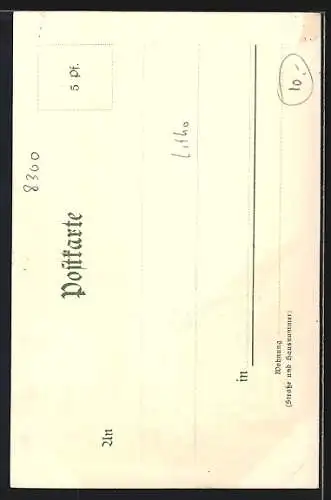 8300
Postkarte
5 Pf.
An
Litho
in
Wohnung
(Straße und Hausnummer)
10,-